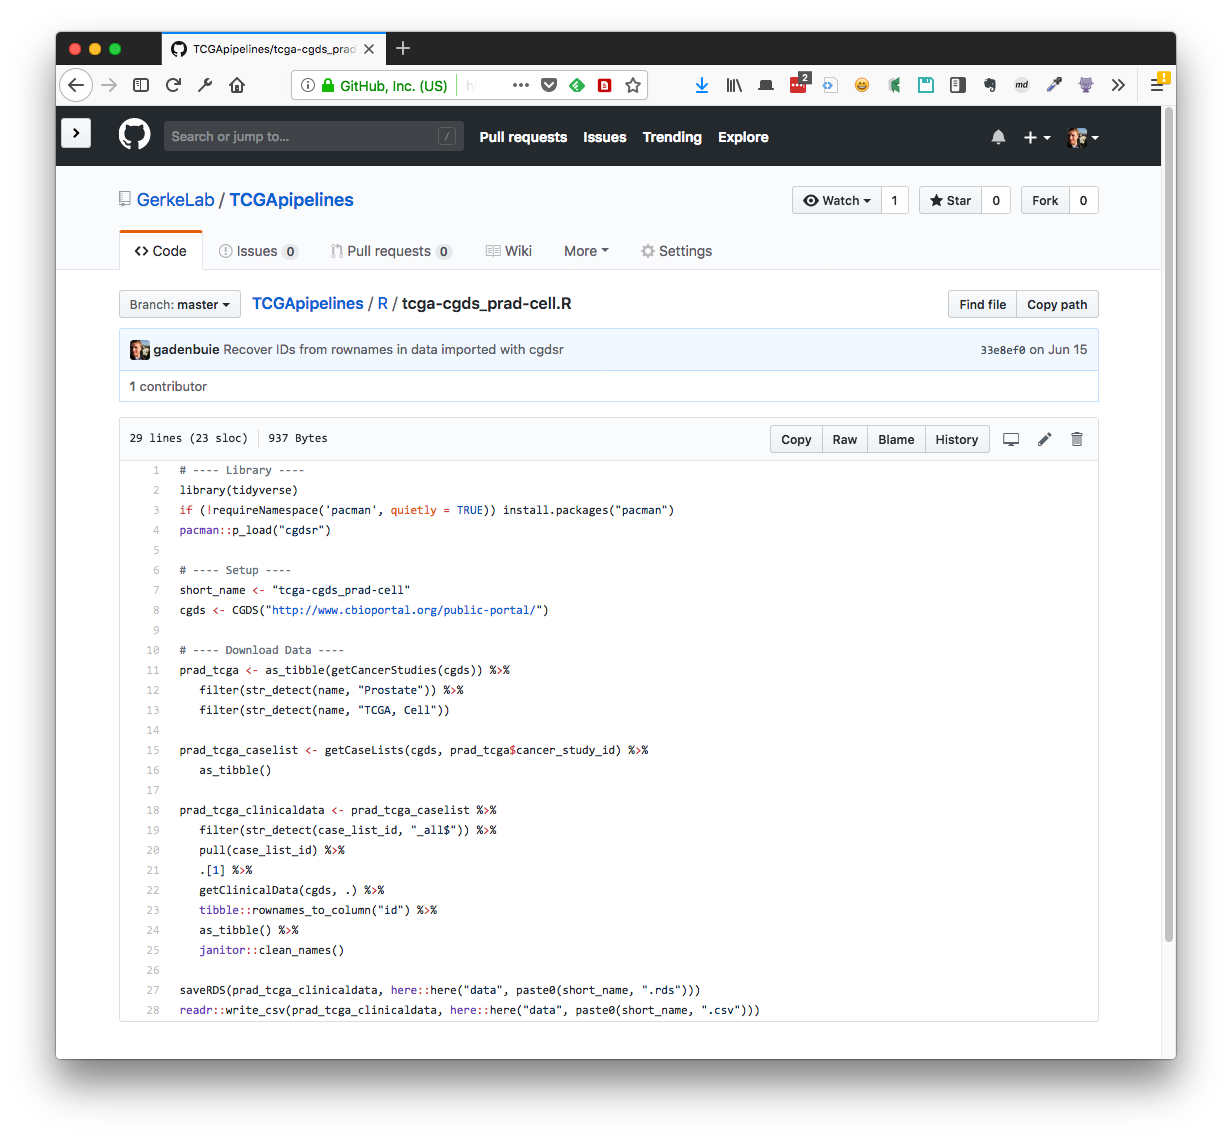 TCGApipelines/tcga-cgds_prad
GitHub, Inc. (US)
2
md
Search or jump to...
/
Pull requests
Issues
Trending
Explore
GerkeLab / TCGApipelines
Watch
1
Star
0
Fork
0
Code
Issues 0
Pull requests 0
Wiki
More
Settings
Branch: master
TCGApipelines / R / tcga-cgds_prad-cell.R
Find file
Copy path
gadenbuie Recover IDs from rownames in data imported with cgdsr
33e8ef0 on Jun 15
1 contributor
29 lines (23 sloc)
937 Bytes
Copy
Raw
Blame
History
1 # ---- Library ----
2 library(tidyverse)
3 if (!requireNamespace('pacman', quietly = TRUE)) install.packages("pacman")
4 pacman::p_load("cgdsr")
5
6 # ---- Setup ----
7 short_name <- "tcga-cgds_prad-cell"
8 cgds <- CGDS("http://www.cbioportal.org/public-portal/")
9
10 # ---- Download Data ----
11 prad_tcga <- as_tibble(getCancerStudies(cgds)) %>%
12 filter(str_detect(name, "Prostate")) %>%
13 filter(str_detect(name, "TCGA, Cell"))
14
15 prad_tcga_caselist <- getCaseLists(cgds, prad_tcga$cancer_study_id) %>%
16 as_tibble()
17
18 prad_tcga_clinicaldata <- prad_tcga_caselist %>%
19 filter(str_detect(case_list_id, "_all$")) %>%
20 pull(case_list_id) %>%
21 .[1] %>%
22 getClinicalData(cgds, .) %>%
23 tibble::rownames_to_column("id") %>%
24 as_tibble() %>%
25 janitor::clean_names()
26
27 saveRDS(prad_tcga_clinicaldata, here::here("data", paste0(short_name, ".rds")))
28 readr::write_csv(prad_tcga_clinicaldata, here::here("data", paste0(short_name, ".csv")))